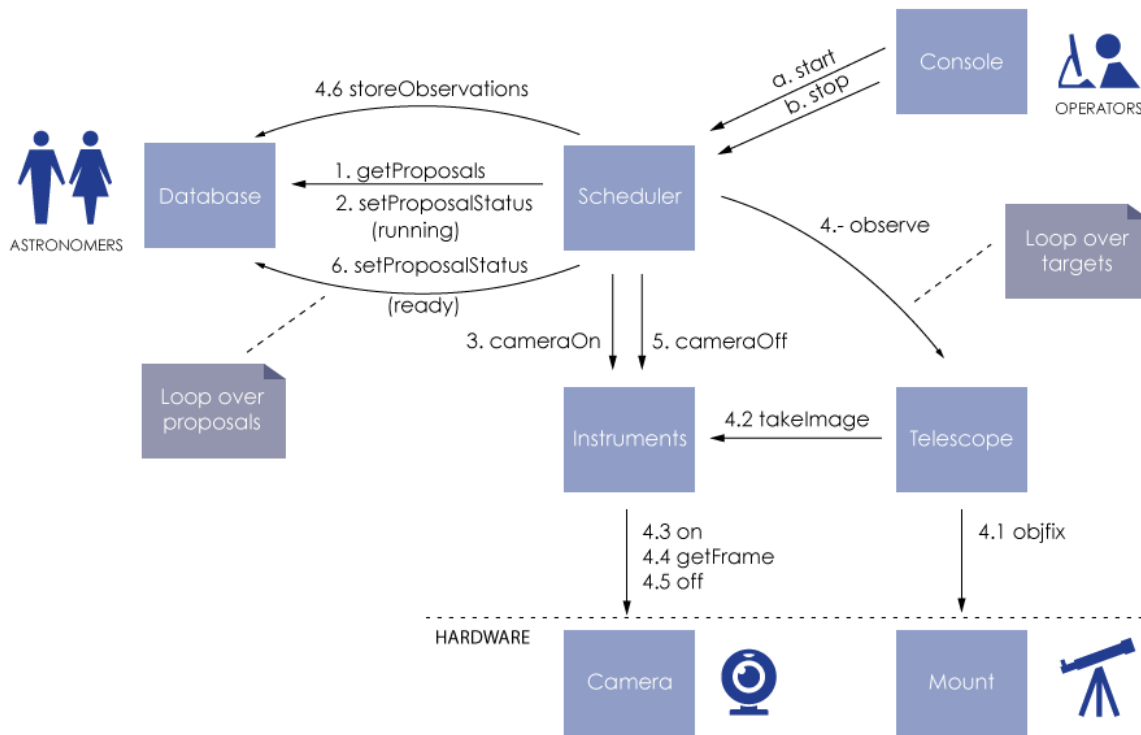 Console
OPERATORS
a. start
b. stop
4.6 storeObservations
ASTRONOMERS
Database
1. getProposals
2. setProposalStatus
(running)
6. setProposalStatus
(ready)
Scheduler
4.- observe
Loop over
targets
3. cameraOn
5. cameraOff
Loop over
proposals
Instruments
4.2 takeImage
Telescope
4.3 on
4.4 getFrame
4.5 off
4.1 objfix
HARDWARE
Camera
Mount